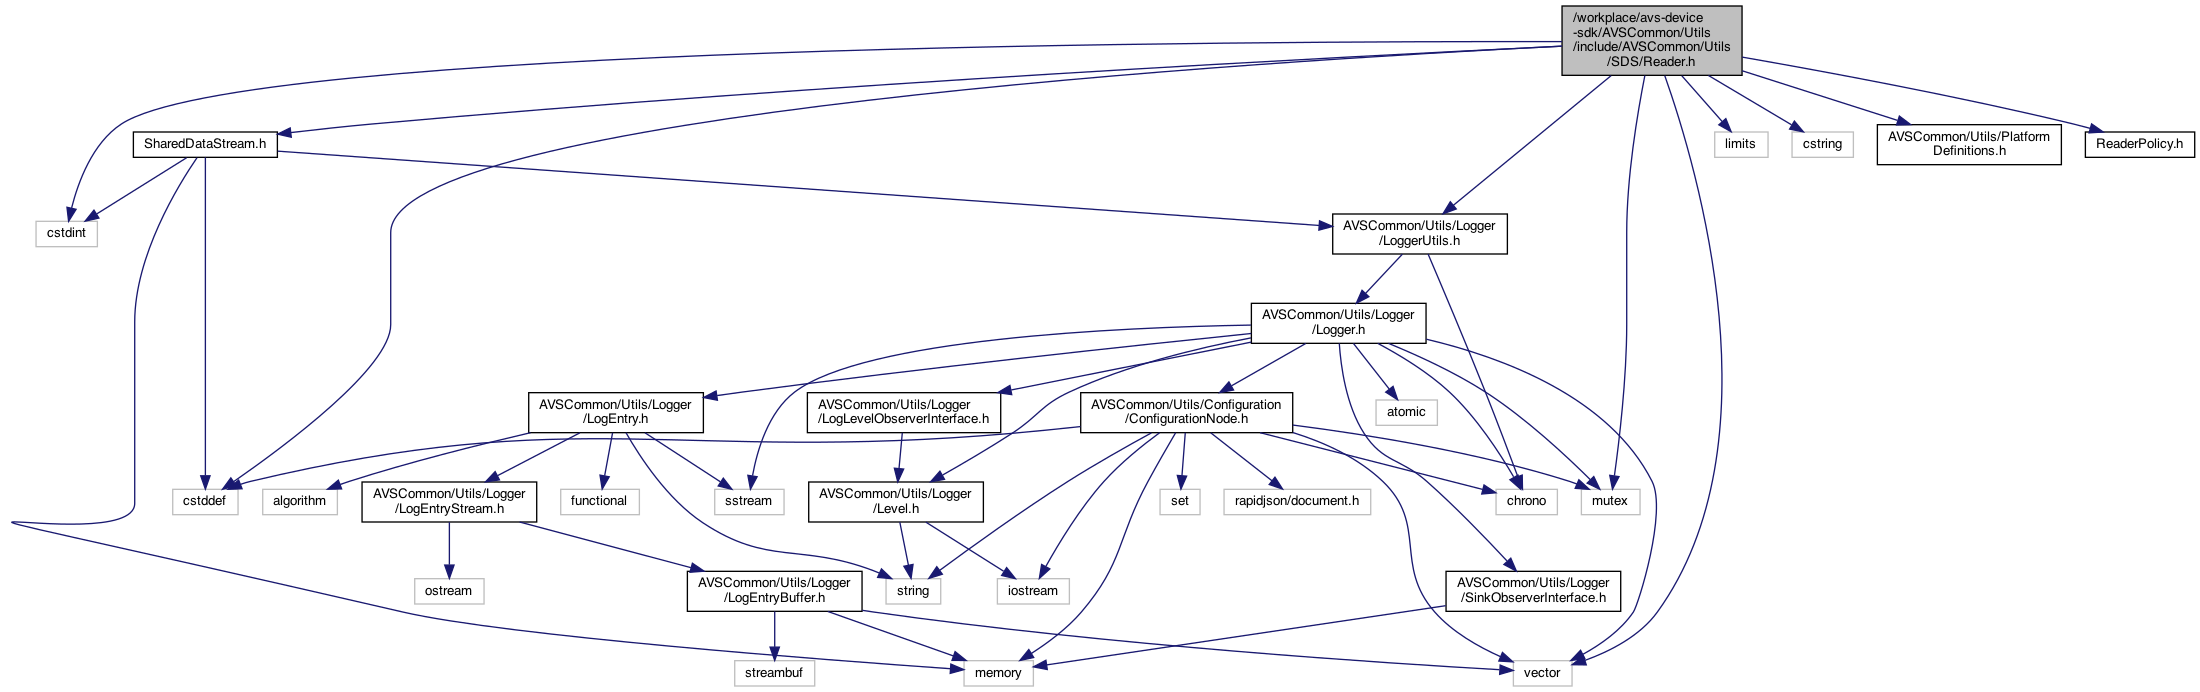 /workplace/avs-device
-sdk/AVSCommon/Utils
/include/AVSCommon/Utils
/SDS/Reader.h
SharedDataStream.h
limits
cstring
AVSCommon/Utils/Platform
Definitions.h
ReaderPolicy.h
cstdint
AVSCommon/Utils/Logger
/LoggerUtils.h
AVSCommon/Utils/Logger
/Logger.h
AVSCommon/Utils/Logger
/LogEntry.h
AVSCommon/Utils/Logger
/LogLevelObserverInterface.h
AVSCommon/Utils/Configuration
/ConfigurationNode.h
atomic
cstddef
algorithm
AVSCommon/Utils/Logger
/LogEntryStream.h
functional
sstream
AVSCommon/Utils/Logger
/Level.h
set
rapidjson/document.h
chrono
mutex
ostream
AVSCommon/Utils/Logger
/LogEntryBuffer.h
string
iostream
AVSCommon/Utils/Logger
/SinkObserverInterface.h
streambuf
memory
vector